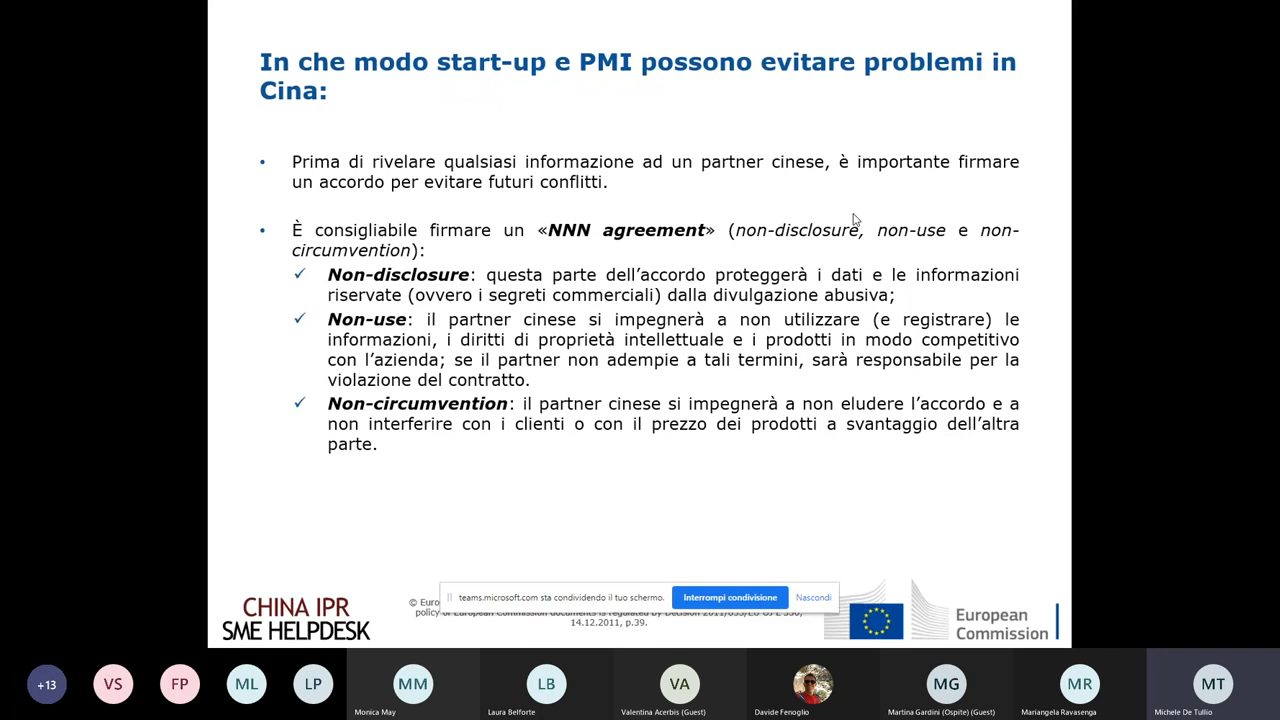 In che modo start-up e PMI possono evitare problemi in
Cina:
• Prima di rivelare qualsiasi informazione ad un partner cinese, è importante firmare
un accordo per evitare futuri conflitti.
• È consigliabile firmare un «NNN agreement» (non-disclosure, non-use e non-
circumvention):
✓ Non-disclosure: questa parte dell’accordo proteggerà i dati e le informazioni
riservate (ovvero i segreti commerciali) dalla divulgazione abusiva;
✓ Non-use: il partner cinese si impegnerà a non utilizzare (e registrare) le
informazioni, i diritti di proprietà intellettuale e i prodotti in modo competitivo
con l’azienda; se il partner non adempie a tali termini, sarà responsabile per la
violazione del contratto.
✓ Non-circumvention: il partner cinese si impegnerà a non eludere l’accordo e a
non interferire con i clienti o con il prezzo dei prodotti a svantaggio dell’altra
parte.
teams.microsoft.com sta condividendo il tuo schermo.
Interrompi condivisione
Nascondi
CHINA IPR
SME HELPDESK
© Euro
14.12.2011, p.39.
European
Commission
+13
VS
FP
ML
LP
MM
LB
VA
MG
MR
MT
Monica May
Laura Belforte
Valentina Acerbis (Guest)
Davide Fenoglio
Martina Gardini (Ospite) (Guest)
Mariangela Ravasenga
Michele De Tullio